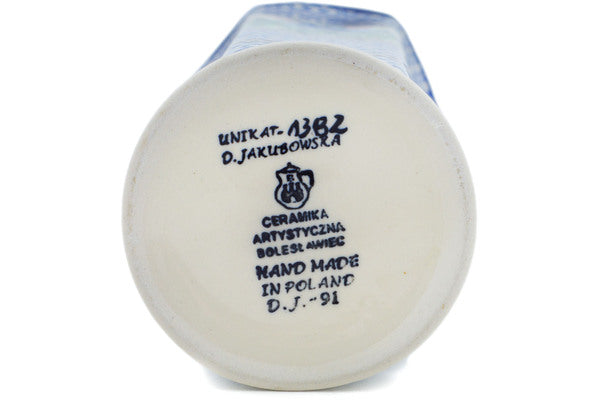 UNIKAT-1382
D.JAKUBOWSKA
CERAMIKA
ARTYSTYCZNA
BOLESŁAWIEC
HAND MADE
IN POLAND
D.J.-91